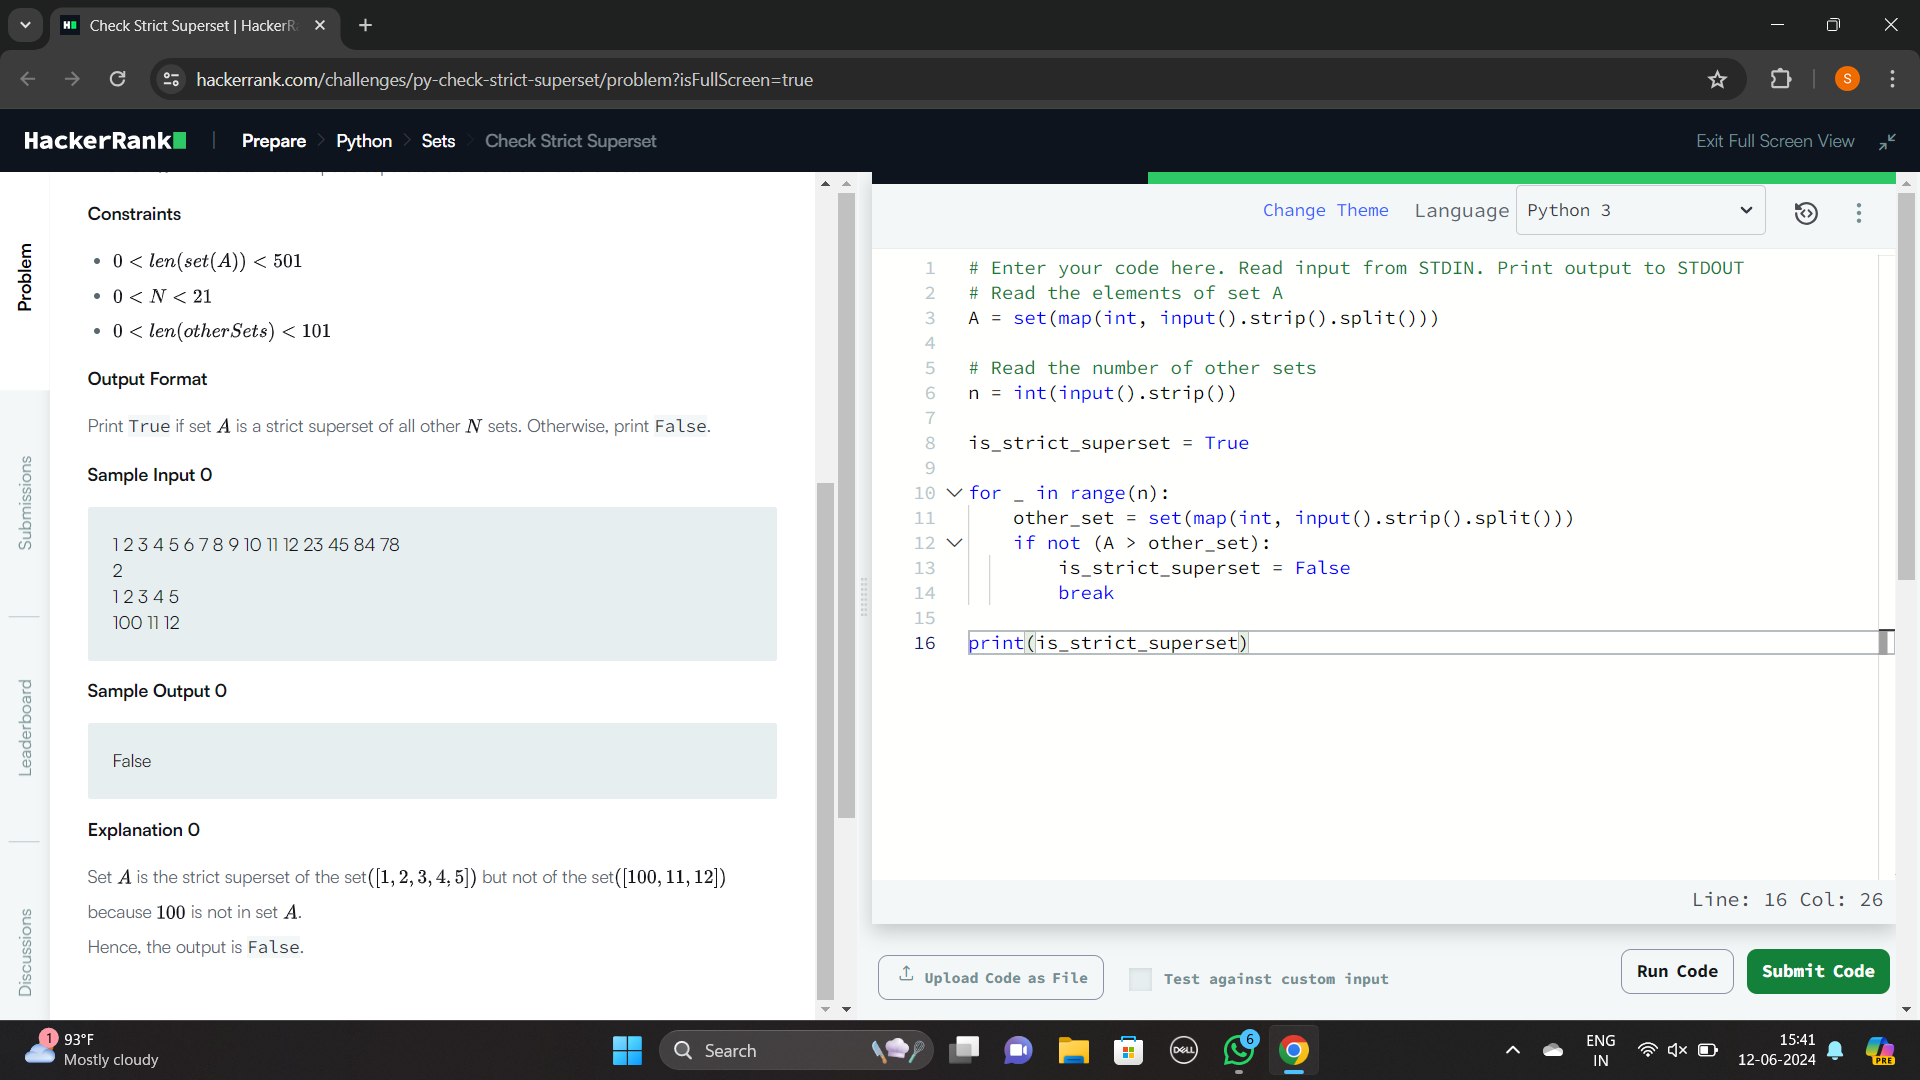 Check Strict Superset | HackerR
hackerrank.com/challenges/py-check-strict-superset/problem?isFullScreen=true
S
HackerRank
Prepare
Python
Sets
Check Strict Superset
Exit Full Screen View
Problem
Submissions
Leaderboard
Discussions
Constraints
0 < len(set(A)) < 501
0 < N < 21
0 < len(otherSets) < 101
Output Format
Print True if set A is a strict superset of all other N sets. Otherwise, print False.
Sample Input 0
1 2 3 4 5 6 7 8 9 10 11 12 23 45 84 78
2
1 2 3 4 5
100 11 12
Sample Output 0
False
Explanation 0
Set A is the strict superset of the set([1, 2, 3, 4, 5]) but not of the set([100, 11, 12])
because 100 is not in set A.
Hence, the output is False.
Change Theme
Language
Python 3
1 # Enter your code here. Read input from STDIN. Print output to STDOUT
2 # Read the elements of set A
3 A = set(map(int, input().strip().split()))
4
5 # Read the number of other sets
6 n = int(input().strip())
7
8 is_strict_superset = True
9
10 for _ in range(n):
11 other_set = set(map(int, input().strip().split()))
12 if not (A > other_set):
13 is_strict_superset = False
14 break
15
16 print(is_strict_superset)
Line: 16 Col: 26
Upload Code as File
Test against custom input
Run Code
Submit Code
1
93°F
Mostly cloudy
Search
DELL
6
ENG
IN
15:41
12-06-2024
PRE